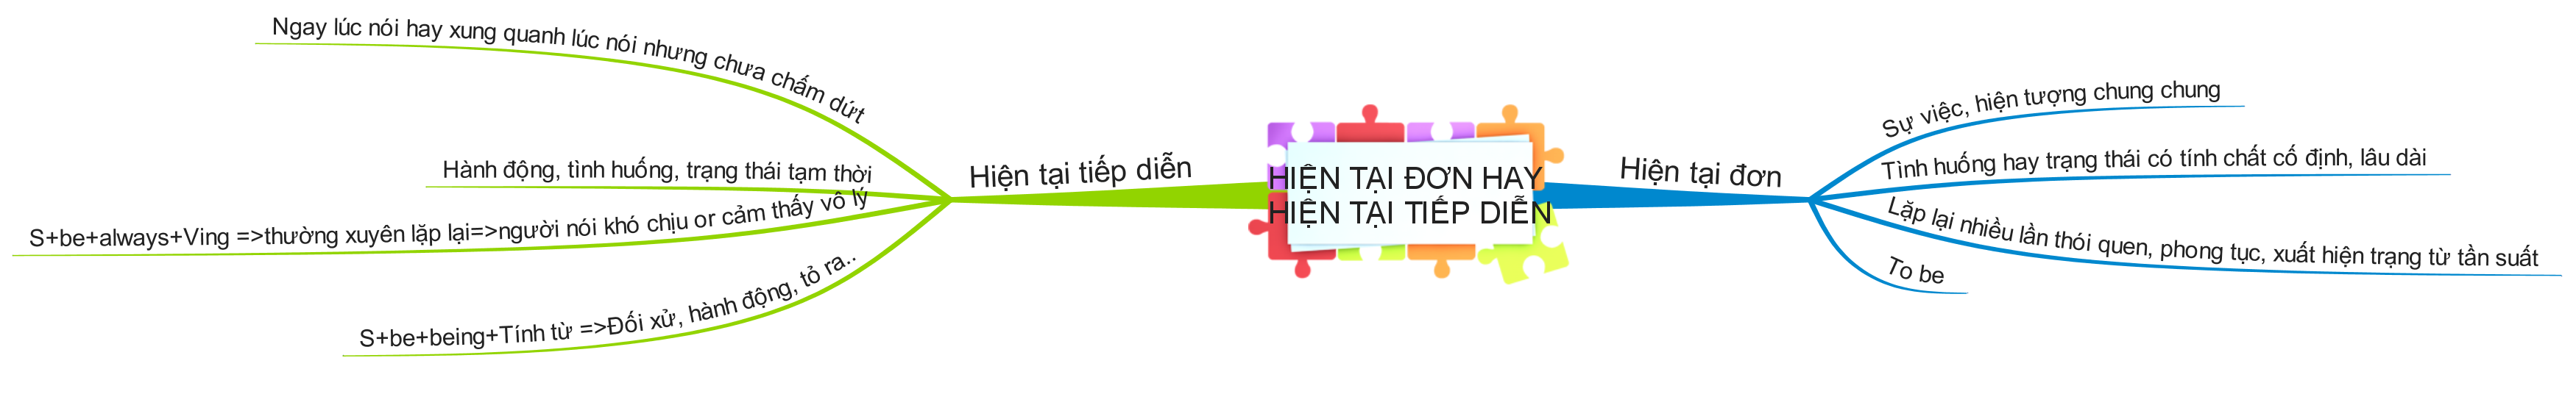 HIỆN TẠI ĐƠN HAY
HIỆN TẠI TIẾP DIỄN
Hiện tại đơn
Sự việc, hiện tượng chung chung
Tình huống hay trạng thái có tính chất cố định, lâu dài
Lặp lại nhiều lần thói quen, phong tục, xuất hiện trạng từ tần suất
To be
Hiện tại tiếp diễn
Ngay lúc nói hay xung quanh lúc nói nhưng chưa chấm dứt
Hành động, tình huống, trạng thái tạm thời
S+be+always+Ving =>thường xuyên lặp lại=>người nói khó chịu or cảm thấy vô lý
S+be+being+Tính từ =>Đối xử, hành động, tỏ ra..